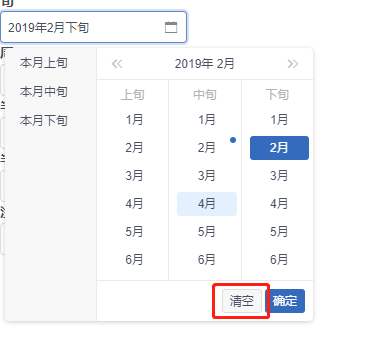 旬
2019年2月下旬
本月上旬
本月中旬
本月下旬
2019年 2月
上旬 中旬 下旬
1月 1月 1月
2月 2月 2月
3月 3月 3月
4月 4月 4月
5月 5月 5月
6月 6月 6月
清空 确定